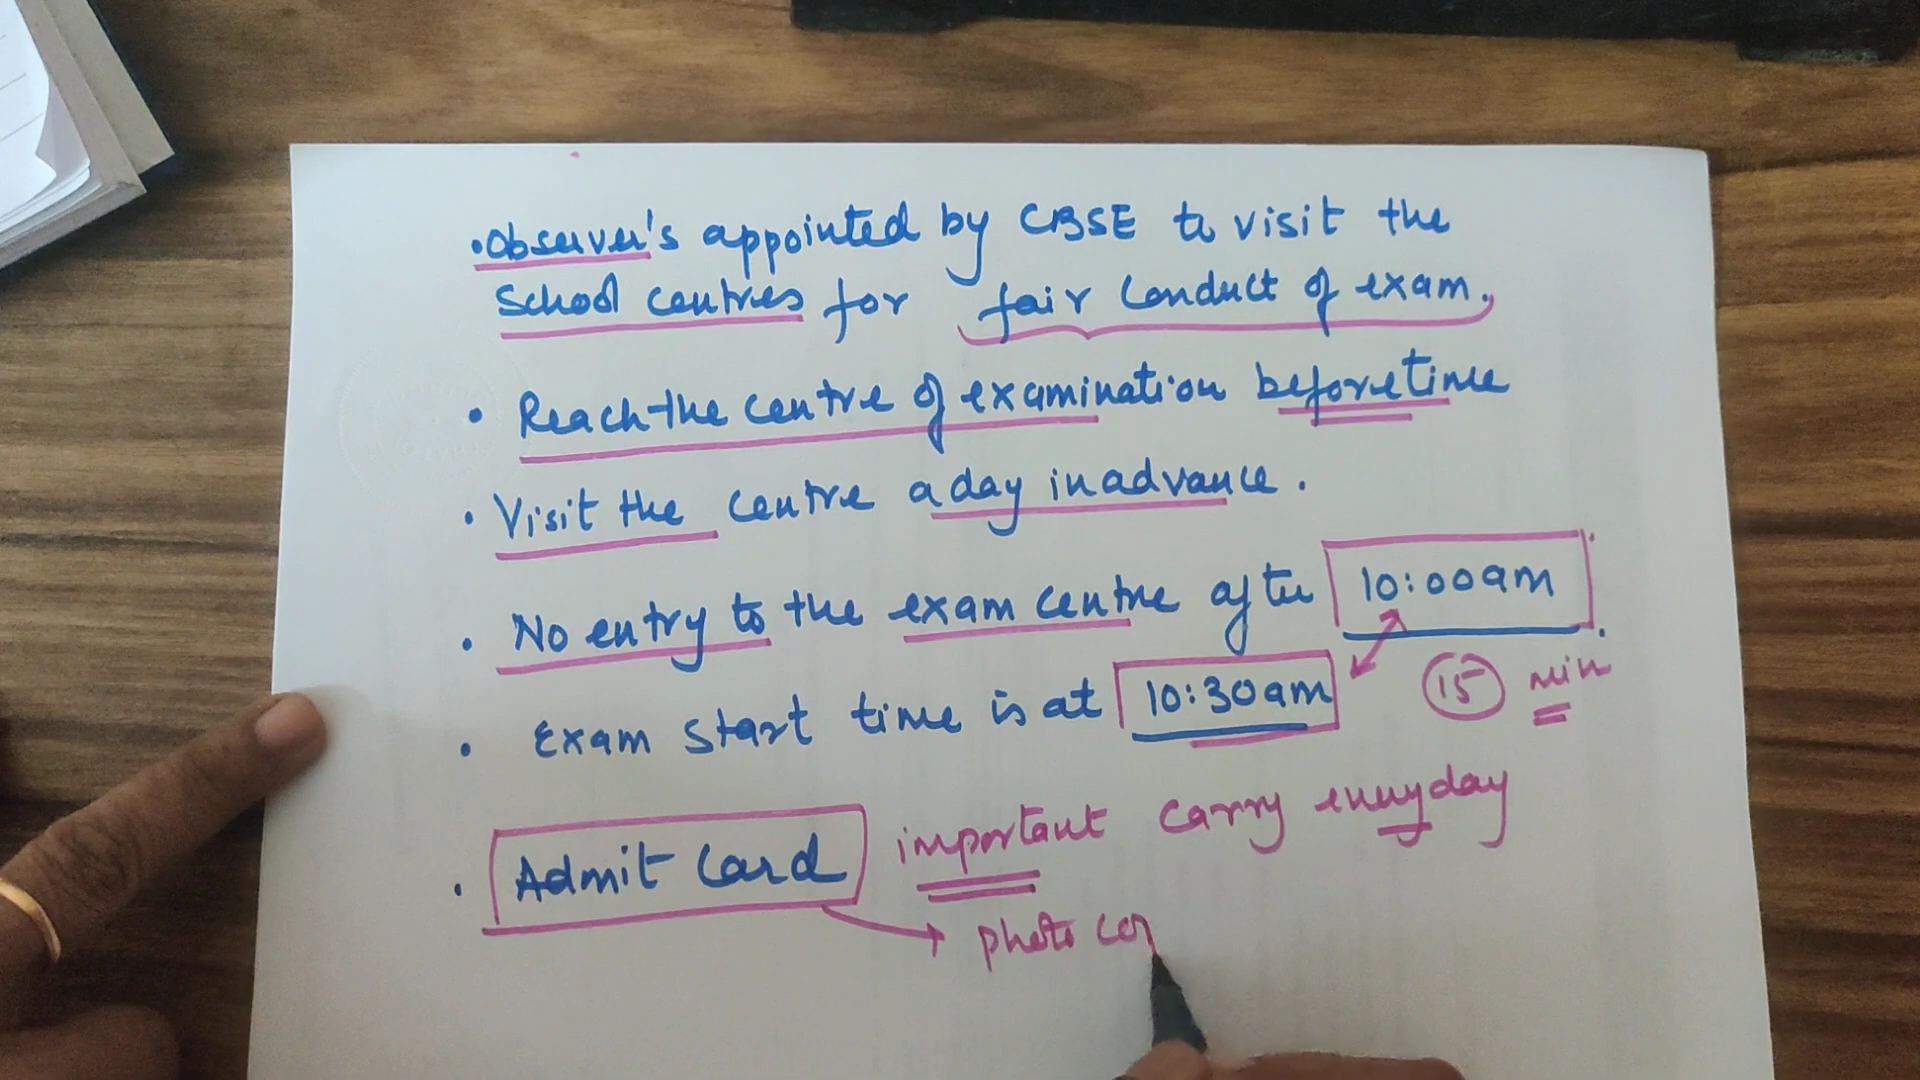 • Observer's appointed by CBSE to visit the
School centres for fair conduct of exam.
• Reach the centre of examination before time
• Visit the centre a day in advance.
• No entry to the exam centre after 10:00am
• Exam start time is at 10:30am 15 min
• Admit Card important carry everyday
photo cop